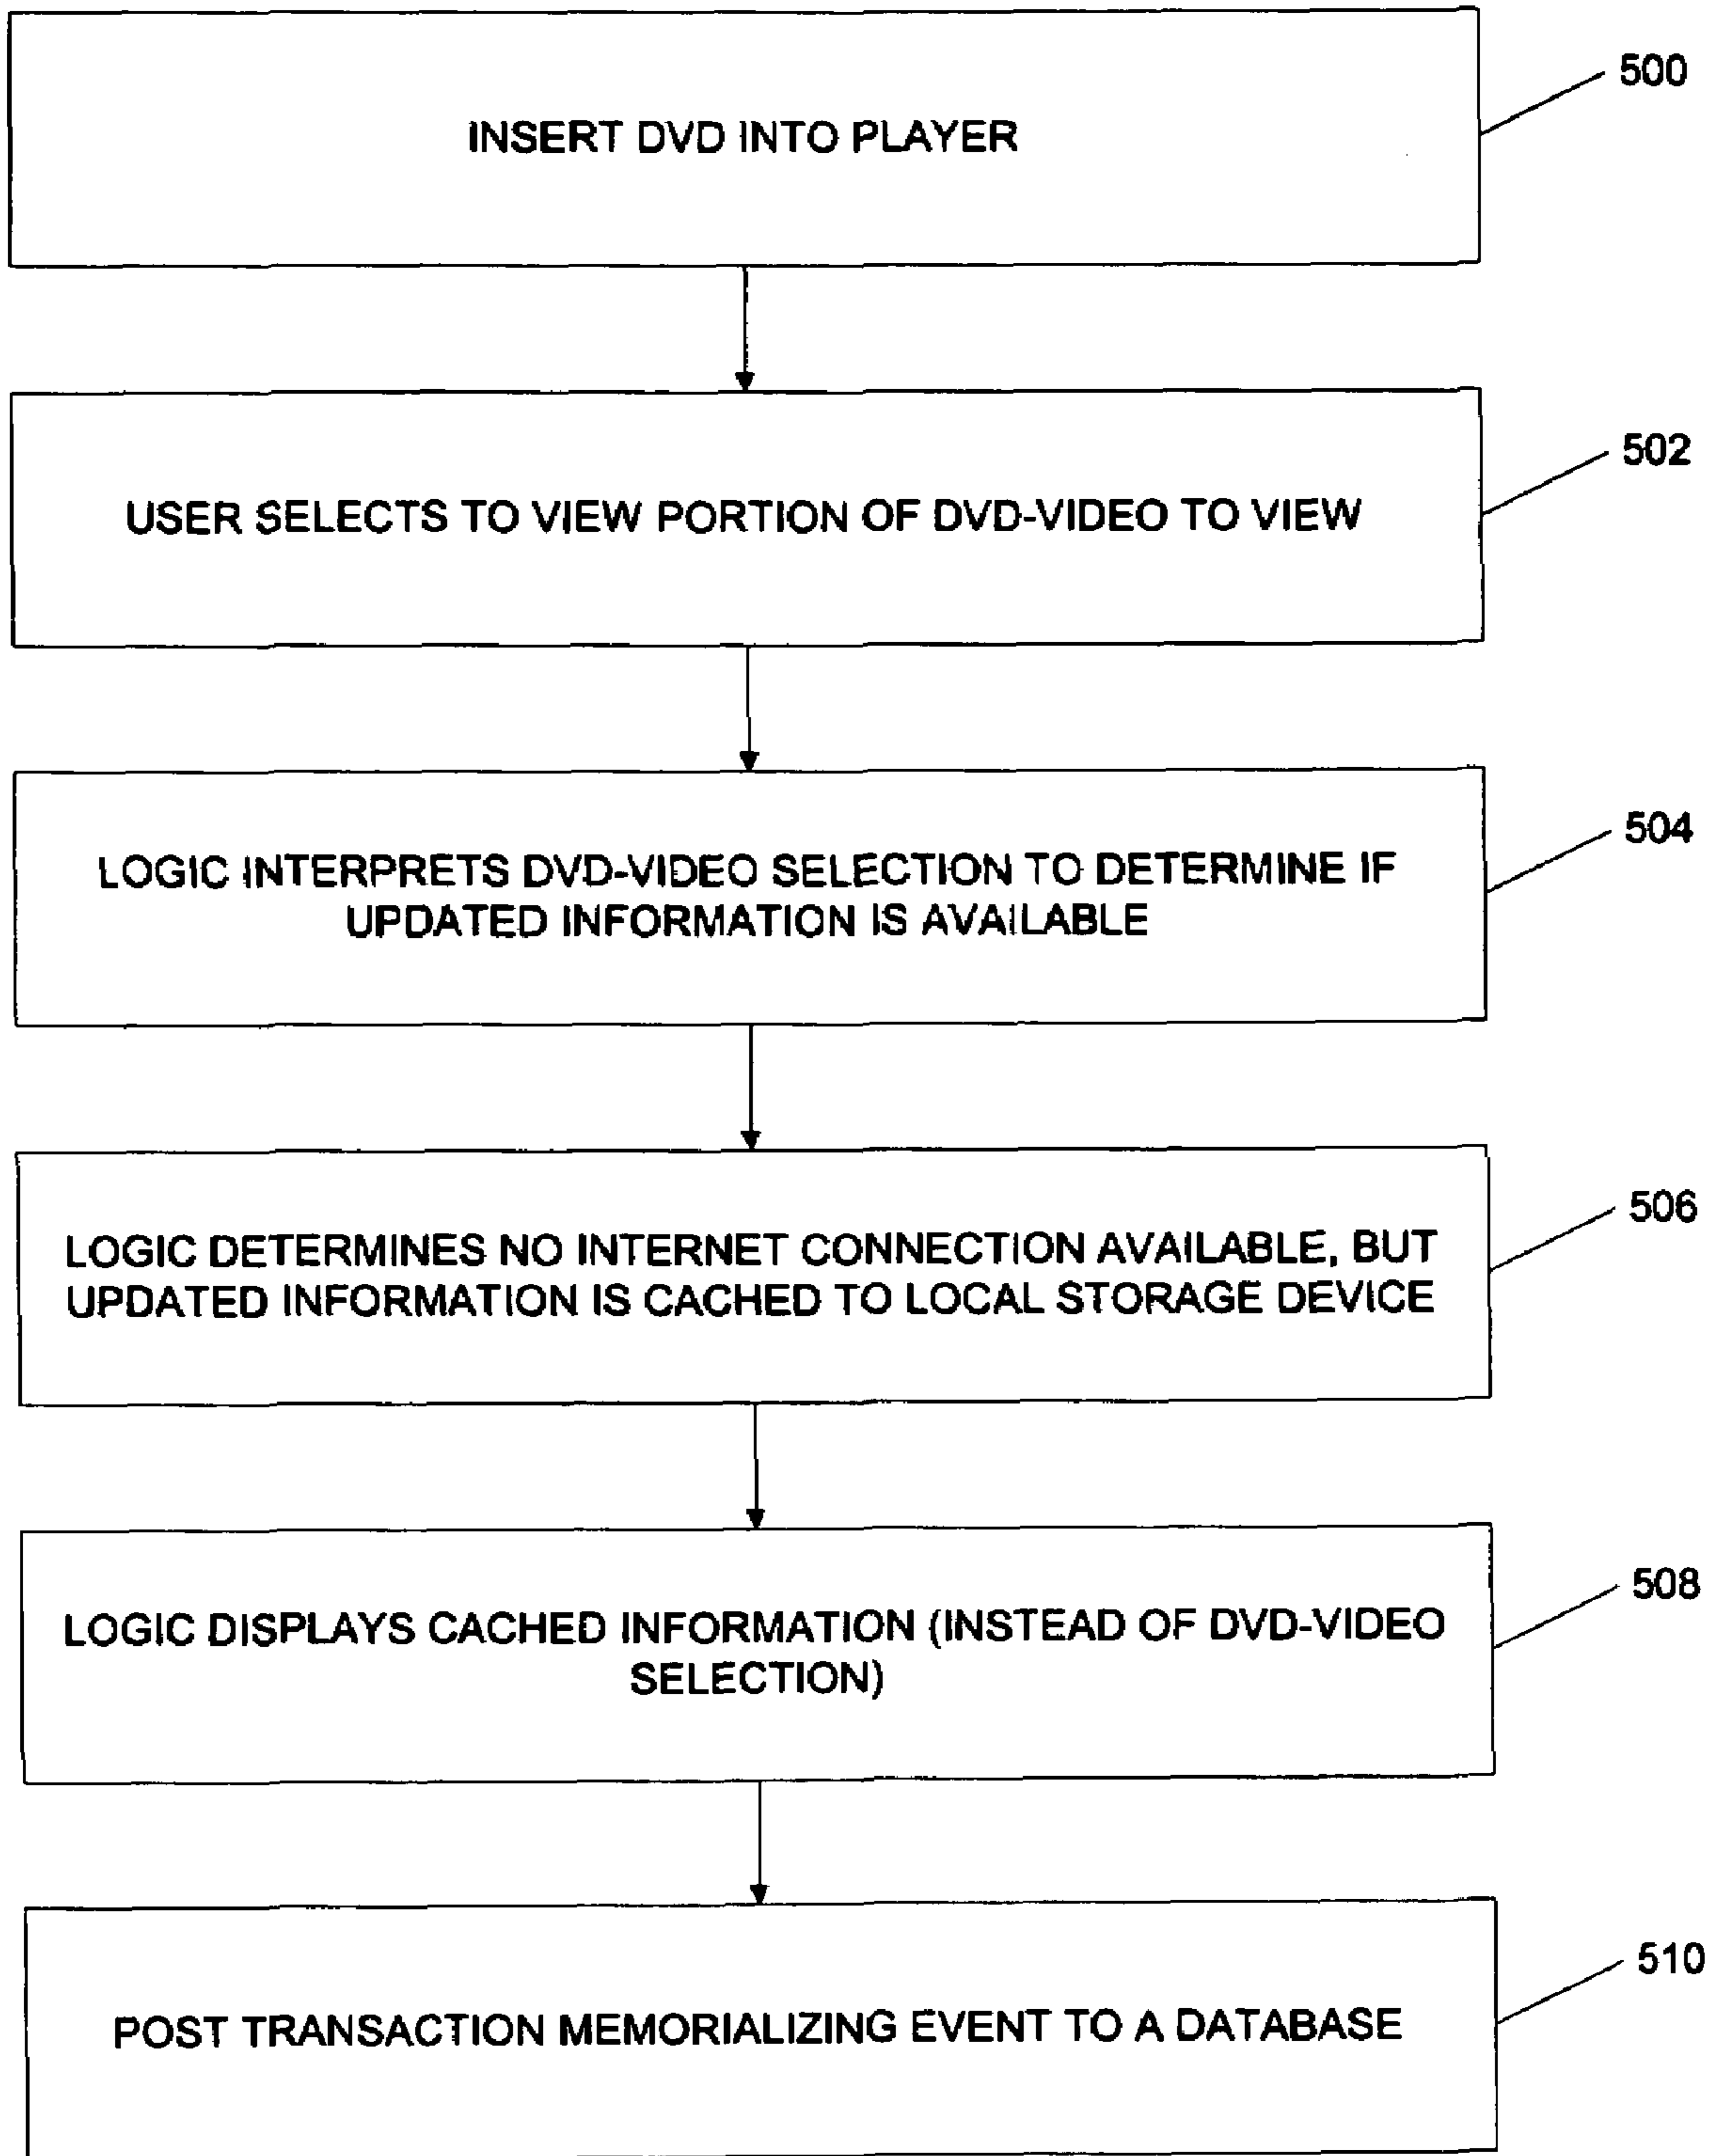 500
INSERT DVD INTO PLAYER
502
USER SELECTS TO VIEW PORTION OF DVD-VIDEO TO VIEW
504
LOGIC INTERPRETS DVD-VIDEO SELECTION TO DETERMINE IF
UPDATED INFORMATION IS AVAILABLE
506
LOGIC DETERMINES NO INTERNET CONNECTION AVAILABLE, BUT
UPDATED INFORMATION IS CACHED TO LOCAL STORAGE DEVICE
508
LOGIC DISPLAYS CACHED INFORMATION (INSTEAD OF DVD-VIDEO
SELECTION)
510
POST TRANSACTION MEMORIALIZING EVENT TO A DATABASE